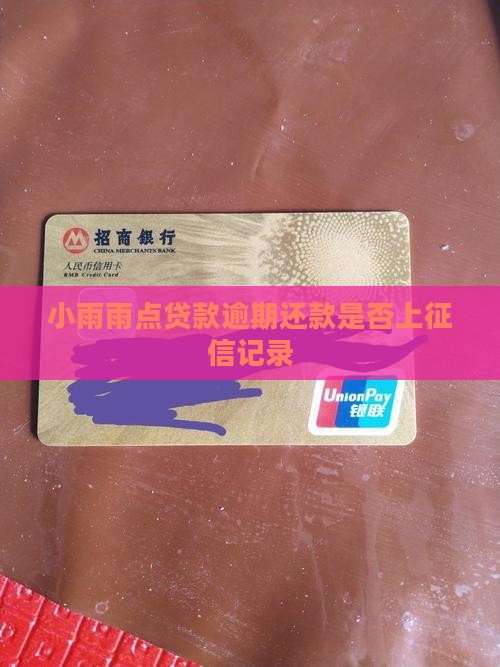 招商银行
CHINA MERCHANTS BANK
人民币信用卡
RMB Credit Card
小雨雨点贷款逾期还款是否上征
信记录
UnionPay
银联